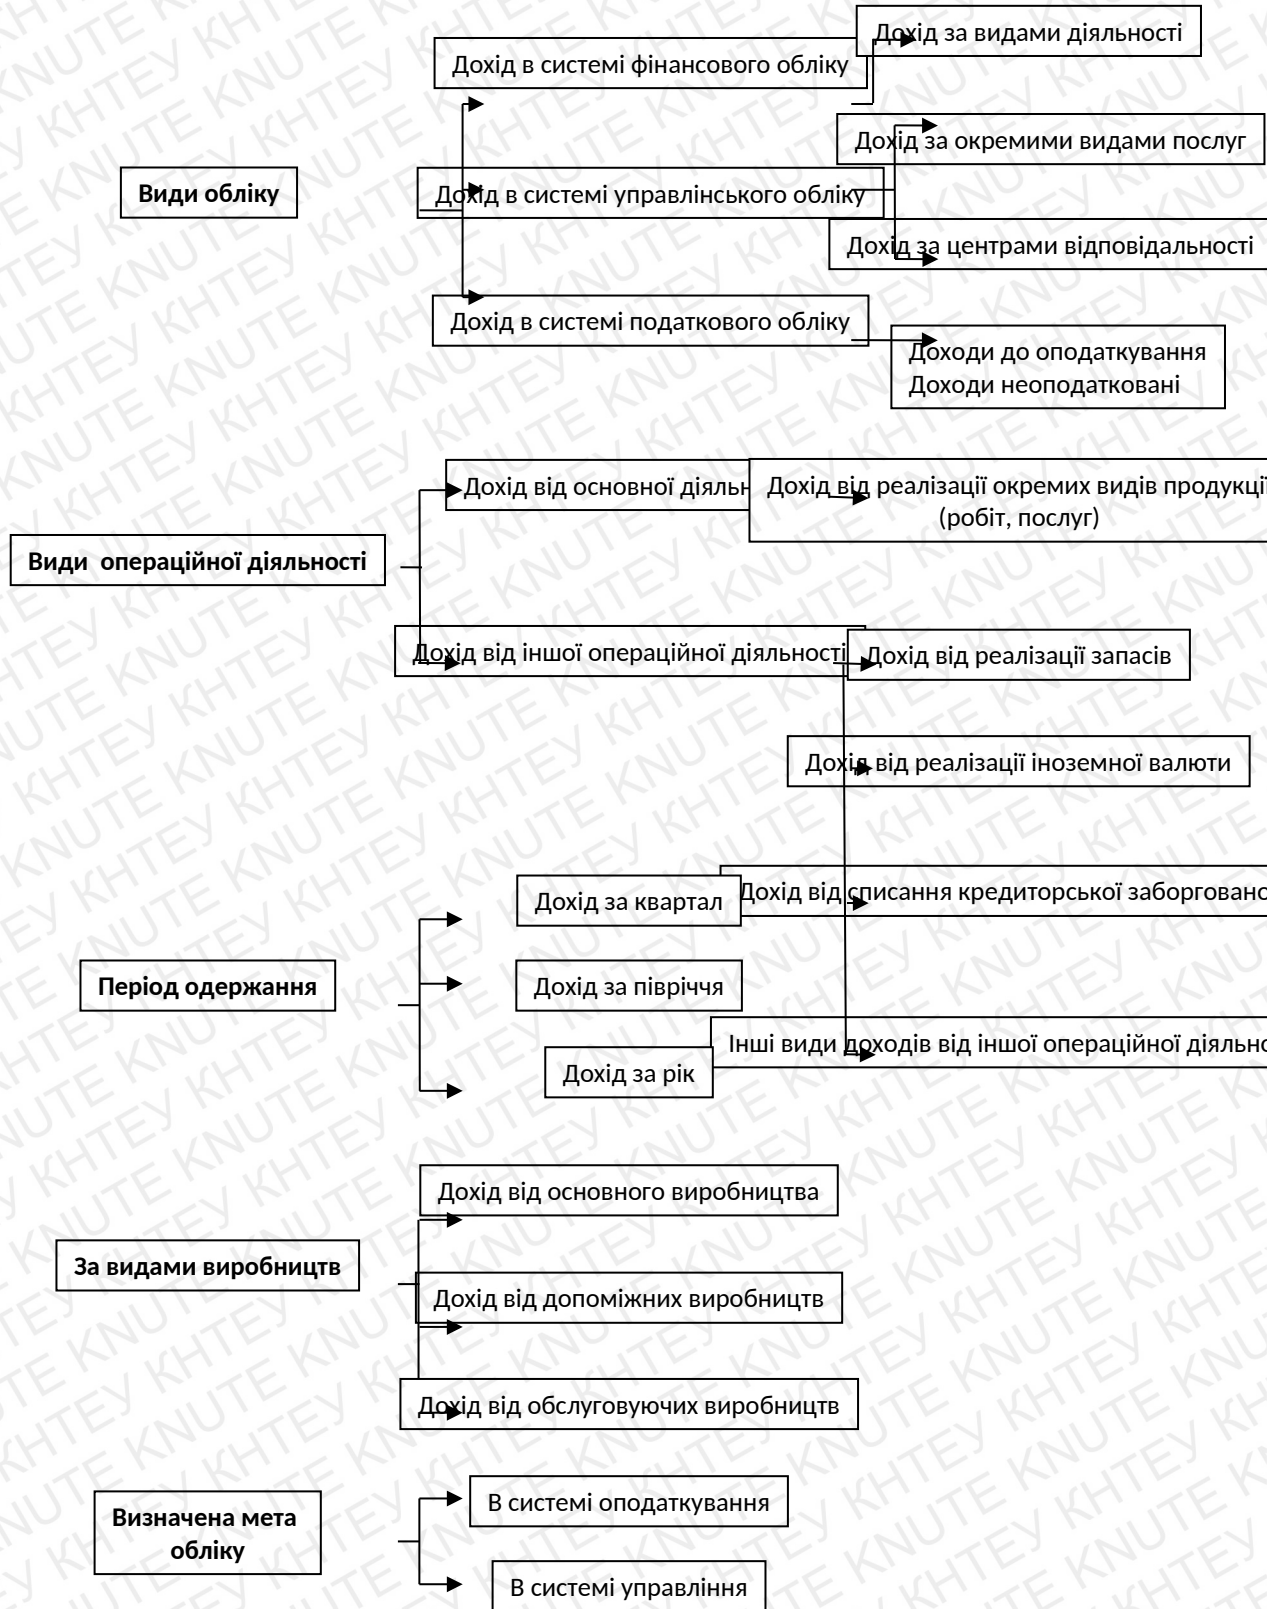 Дохід за видами діяльності
Дохід в системі фінансового обліку
Дохід за окремими видами послуг
Види обліку
Дохід в системі управлінського обліку
Дохід за центрами відповідальності
Дохід в системі податкового обліку
Доходи до оподаткування
Доходи неоподатковані
Дохід від основної діяльн
Дохід від реалізації окремих видів продукції
(робіт, послуг)
Види операційної діяльності
Дохід від іншої операційної діяльності
Дохід від реалізації запасів
Дохід від реалізації іноземної валюти
Дохід від списання кредиторської заборговано
Дохід за квартал
Період одержання
Дохід за півріччя
Інші види доходів від іншої операційної діяльно
Дохід за рік
Дохід від основного виробництва
За видами виробництв
Дохід від допоміжних виробництв
Дохід від обслуговуючих виробництв
Визначена мета
обліку
В системі оподаткування
В системі управління
KNUTE КНТЕУ